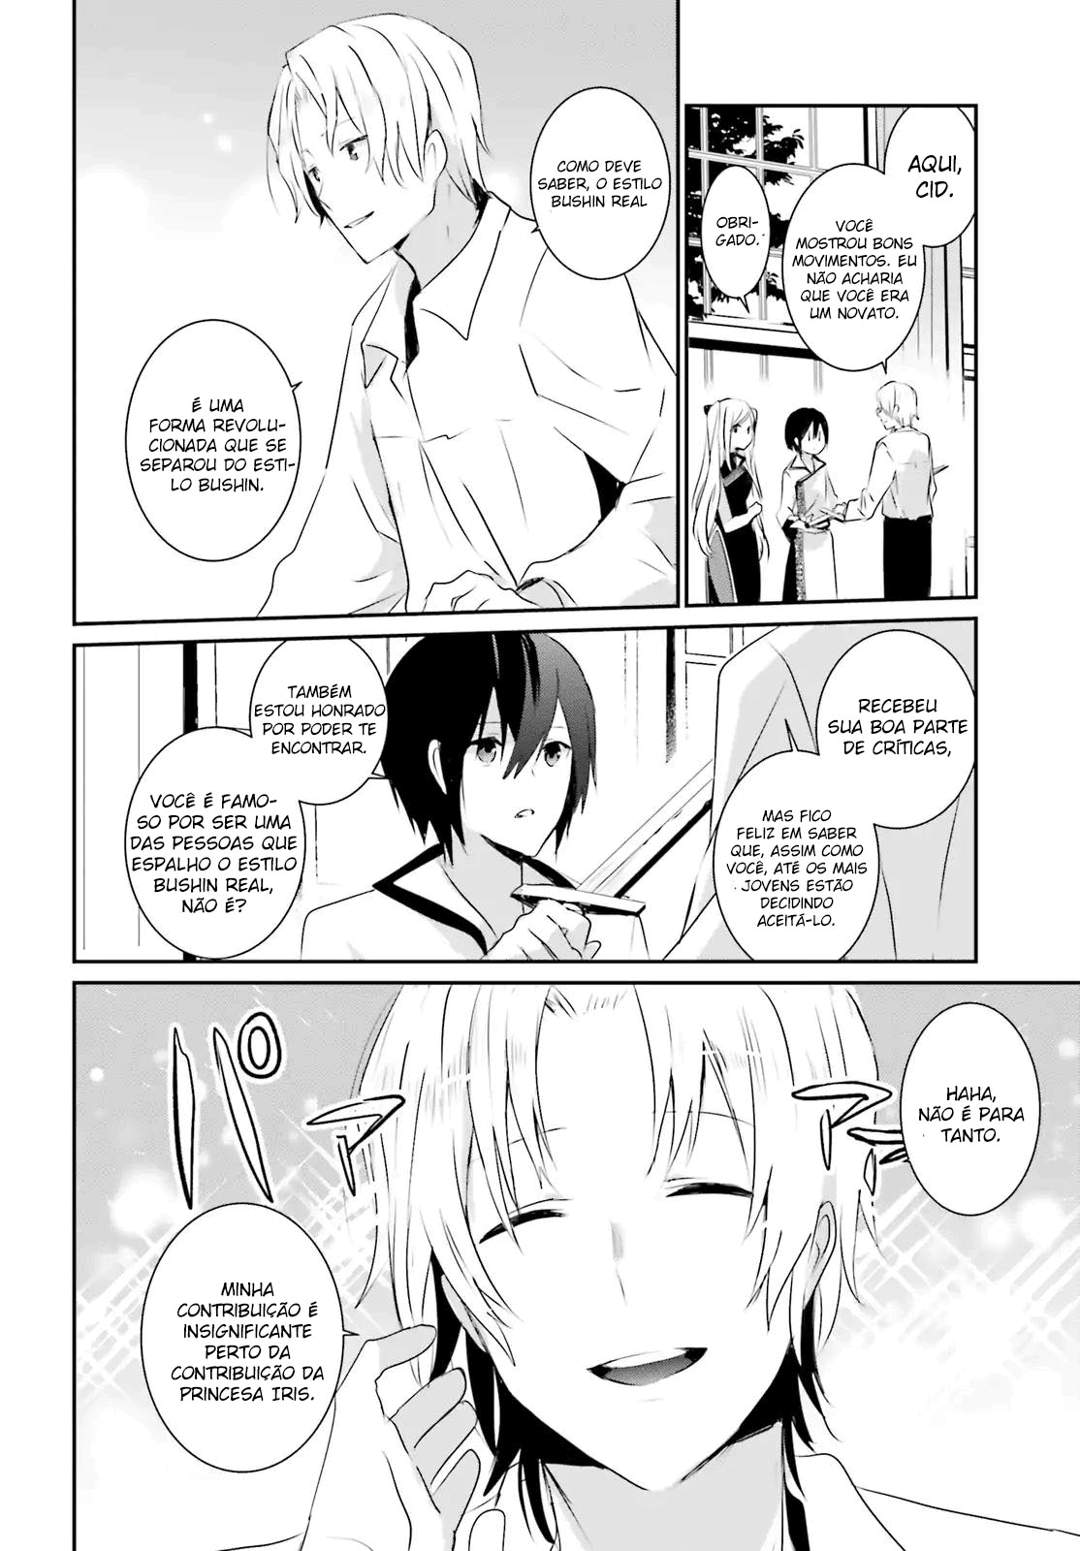 AQUI,
CID.
VOCÊ
MOSTROU BONS
MOVIMENTOS. EU
NÃO ACHARIA
QUE VOCÊ ERA
UM NOVATO.
OBRI-
GADO.
COMO DEVE
SABER, O ESTILO
BUSHIN REAL
É UMA
FORMA REVOLU-
CIONADA QUE SE
SEPAROU DO ESTI-
LO BUSHIN.
RECEBEU
SUA BOA PARTE
DE CRÍTICAS,
MAS FICO
FELIZ EM SABER
QUE, ASSIM COMO
VOCÊ, ATÉ OS MAIS
JOVENS ESTÃO
DECIDINDO
ACEITÁ-LO.
TAMBÉM
ESTOU HONRADO
POR PODER TE
ENCONTRAR.
VOCÊ É FAMO-
SO POR SER UMA
DAS PESSOAS QUE
ESPALHO O ESTILO
BUSHIN REAL,
NÃO É?
HAHA,
NÃO É PARA
TANTO.
パァァ
MINHA
CONTRIBUIÇÃO É
INSIGNIFICANTE
PERTO DA
CONTRIBUIÇÃO DA
PRINCESA IRIS.